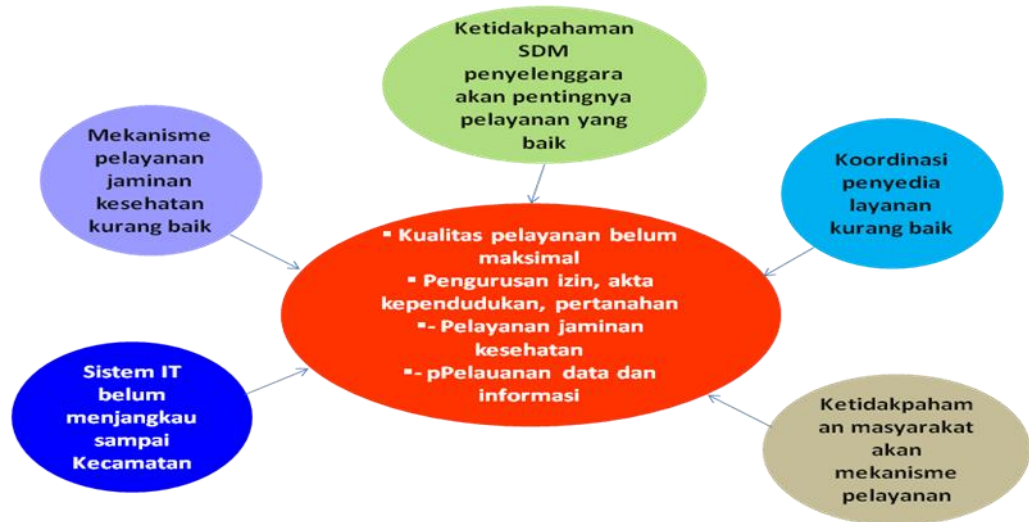 Ketidakpahaman
SDM
penyelenggara
akan pentingnya
pelayanan yang
baik
Mekanisme
pelayanan
jaminan
kesehatan
kurang baik
Koordinasi
penyedia
layanan
kurang baik
▪ Kualitas pelayanan belum
maksimal
▪ Pengurusan izin, akta
kependudukan, pertanahan
▪- Pelayanan jaminan
kesehatan
▪- pPelauanan data dan
informasi
Sistem IT
belum
menjangkau
sampai
Kecamatan
Ketidakpaham
an masyarakat
akan
mekanisme
pelayanan